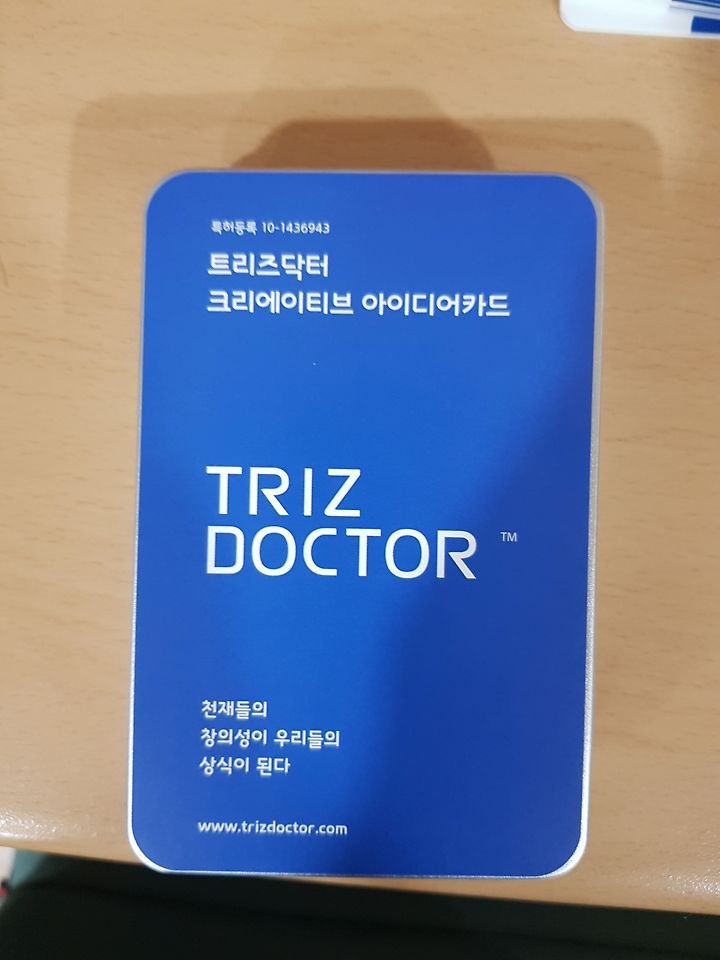 특허등록 10-1436943
트리즈닥터
크리에이티브 아이디어카드
TRIZ
DOCTOR ™
천재들의
창의성이 우리들의
상식이 된다
www.trizdoctor.com